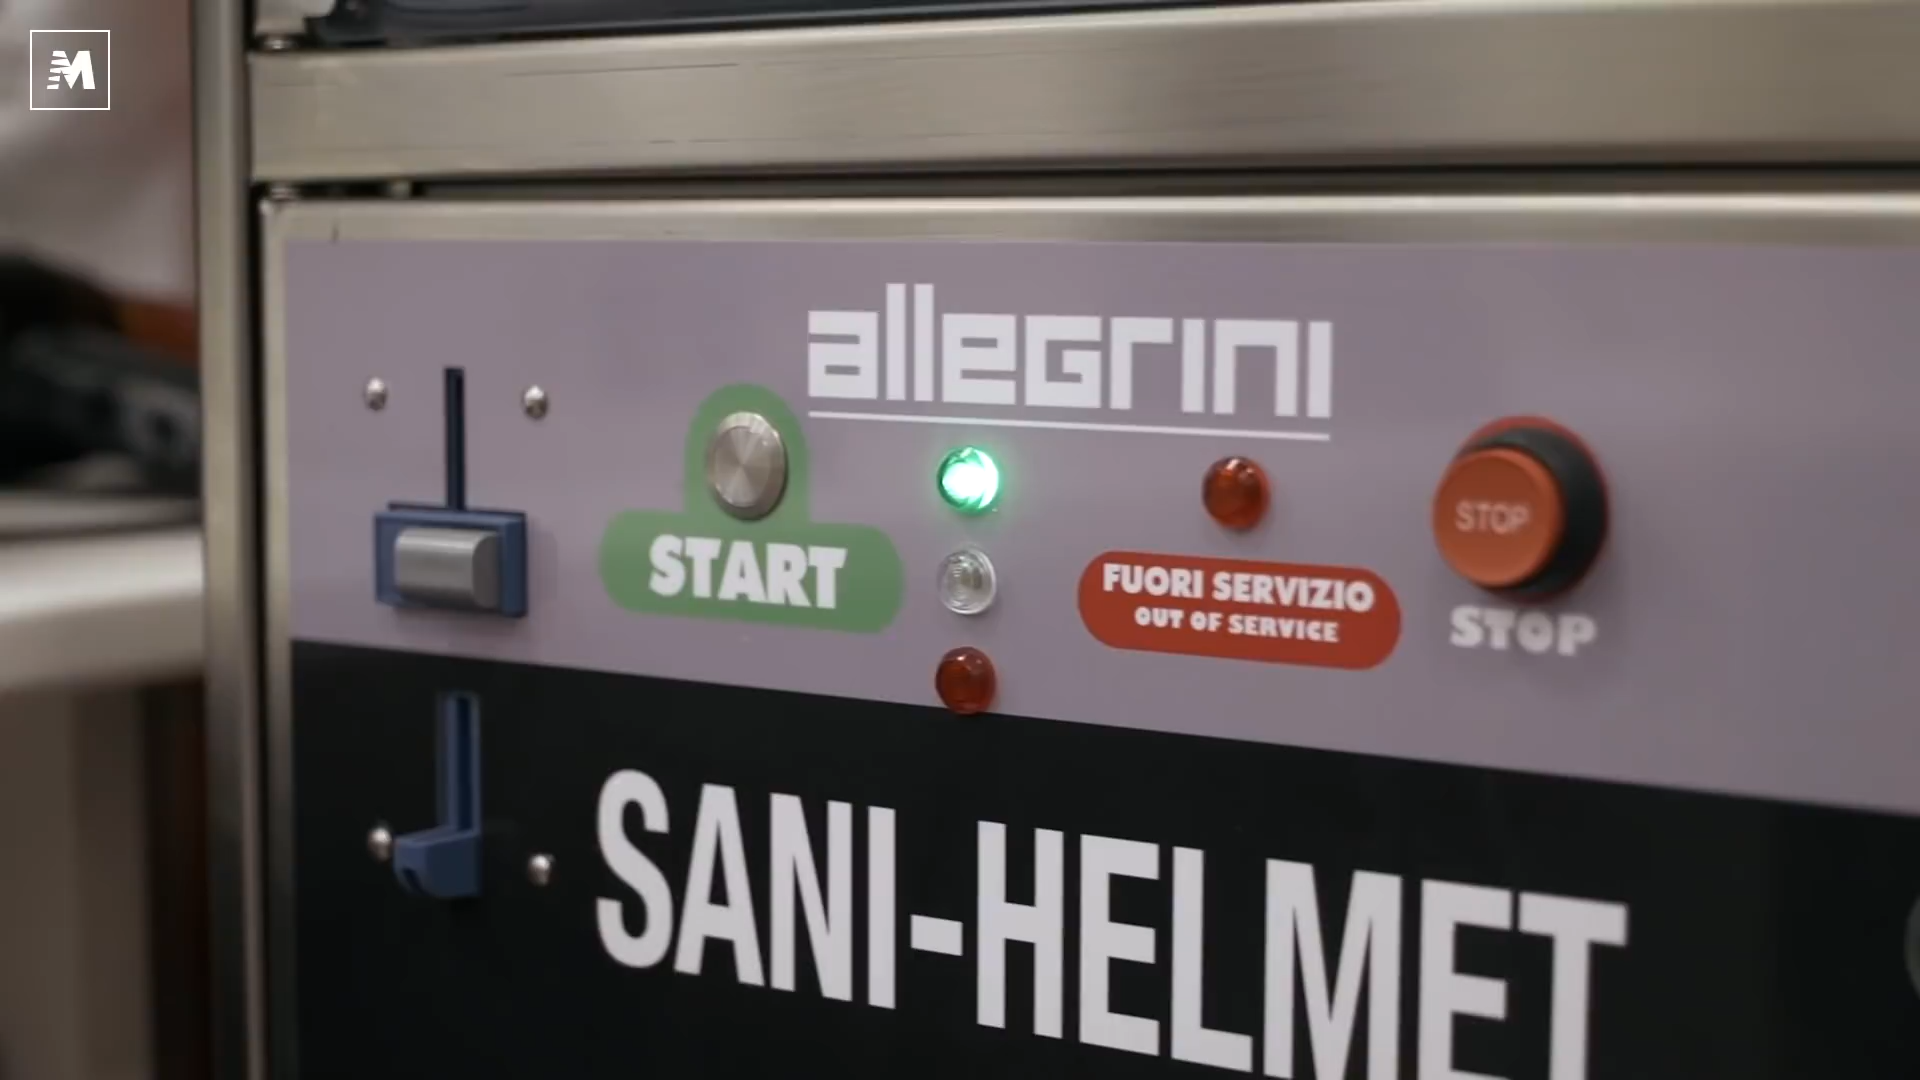 M
allegrini
START
STOP
FUORI SERVIZIO
OUT OF SERVICE
STOP
SANI-HELMET